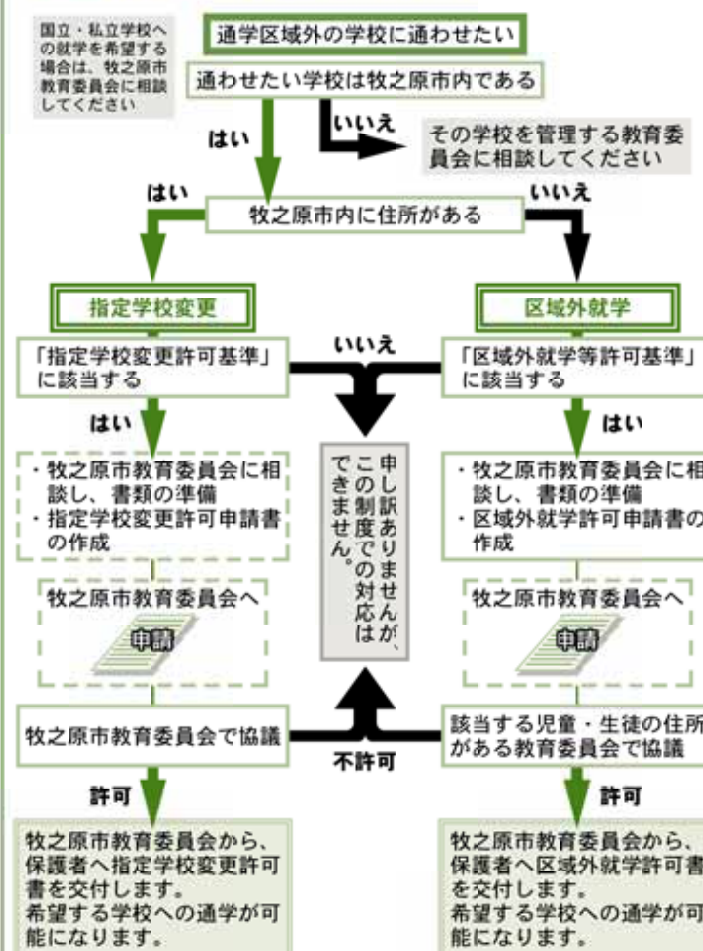 国立・私立学校へ
の就学を希望する
場合は、牧之原市
教育委員会に相談
してください
通学区域外の学校に通わせたい
通わせたい学校は牧之原市内である
はい
いいえ
その学校を管理する教育委
員会に相談してください
はい
いいえ
牧之原市内に住所がある
指定学校変更
区域外就学
「指定学校変更許可基準」
に該当する
いいえ
「区域外就学等許可基準」
に該当する
はい
はい
・牧之原市教育委員会に相
談し、書類の準備
・指定学校変更許可申請書
の作成
申し訳ありませんが、
この制度での対応は
できません。
・牧之原市教育委員会に相
談し、書類の準備
・区域外就学許可申請書の
作成
牧之原市教育委員会へ
申請
牧之原市教育委員会へ
申請
牧之原市教育委員会で協議
不許可
該当する児童・生徒の住所
がある教育委員会で協議
許可
許可
牧之原市教育委員会から、
保護者へ指定学校変更許可
書を交付します。
希望する学校への通学が可
能になります。
牧之原市教育委員会から、
保護者へ区域外就学許可書
を交付します。
希望する学校への通学が可
能になります。